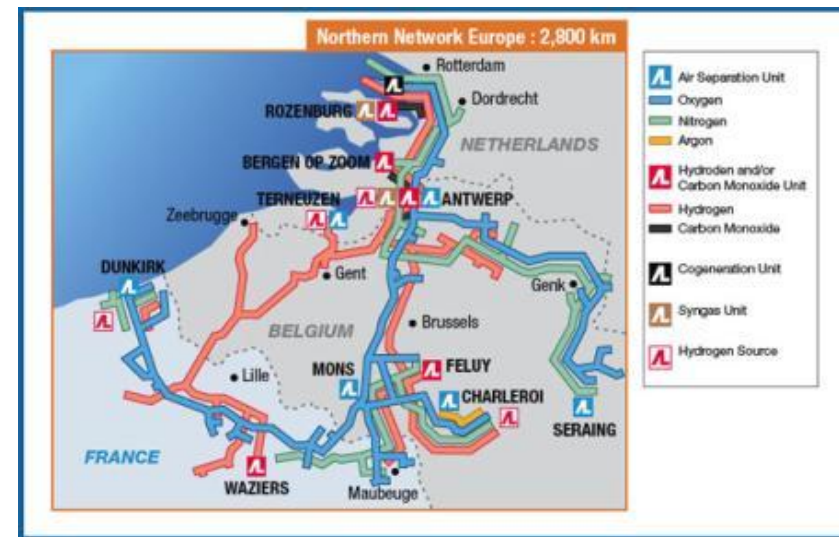 Northern Network Europe : 2,800 km
Rotterdam
Dordrecht
ROZENBURG
NETHERLANDS
BERGEN OP ZOOM
TERNEUZEN
ANTWERP
Zeebrugge
DUNKIRK
Gent
Genk
BELGIUM
Brussels
Lille
MONS
FELUY
CHARLEROI
SERAING
FRANCE
WAZIERS
Maubeuge
Air Separation Unit
Oxygen
Nitrogen
Argon
Hydroden and/or
Carbon Monoxide Unit
Hydrogen
Carbon Monoxide
Cogeneration Unit
Syngas Unit
Hydrogen Source